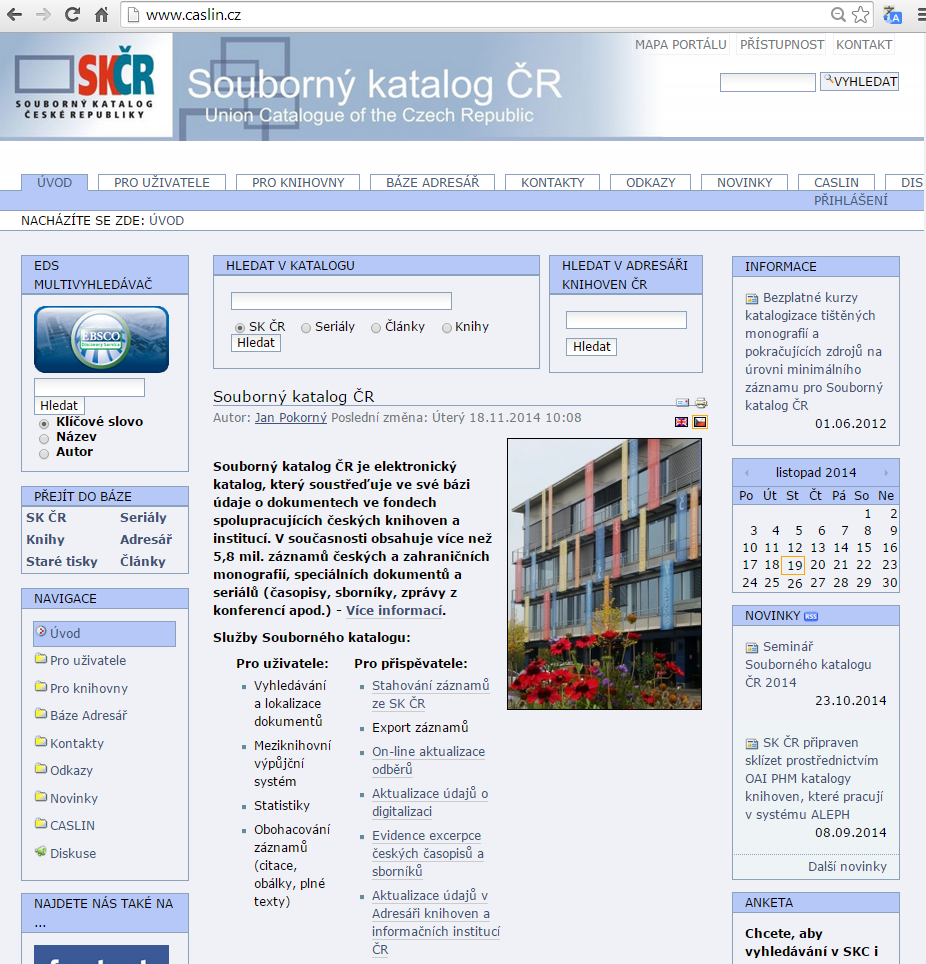 www.caslin.cz
MAPA PORTÁLU PŘÍSTUPNOST KONTAKT
SKČR
SOUBORNÝ KATALOG
ČESKÉ REPUBLIKY
Souborný katalog ČR
Union Catalogue of the Czech Republic
VYHLEDAT
ÚVOD PRO UŽIVATELE PRO KNIHOVNY BÁZE ADRESÁŘ KONTAKTY ODKAZY NOVINKY CASLIN DIS
PŘIHLÁŠENÍ
NACHÁZÍTE SE ZDE: ÚVOD
EDS
MULTIVYHLEDÁVAČ
EBSCO
Discovery Service
Hledat
Klíčové slovo
Název
Autor
PŘEJÍT DO BÁZE
SK ČR Seriály
Knihy Adresář
Staré tisky Články
NAVIGACE
Úvod
Pro uživatele
Pro knihovny
Báze Adresář
Kontakty
Odkazy
Novinky
CASLIN
Diskuse
NAJDETE NÁS TAKÉ NA
...
HLEDAT V KATALOGU
SK ČR Seriály Články Knihy
Hledat
HLEDAT V ADRESÁŘI
KNIHOVEN ČR
Hledat
Souborný katalog ČR
Autor: Jan Pokorný Poslední změna: Úterý 18.11.2014 10:08
Souborný katalog ČR je elektronický
katalog, který soustřeďuje ve své bázi
údaje o dokumentech ve fondech
spolupracujících českých knihoven a
institucí. V současnosti obsahuje více než
5,8 mil. záznamů českých a zahraničních
monografií, speciálních dokumentů a
seriálů (časopisy, sborníky, zprávy z
konferencí apod.) - Více informací.
Služby Souborného katalogu:
Pro uživatele:
Vyhledávání
a lokalizace
dokumentů
Meziknihovní
výpůjční
systém
Statistiky
Obohacování
záznamů
(citace,
obálky, plné
texty)
Pro přispěvatele:
Stahování záznamů
ze SK ČR
Export záznamů
On-line aktualizace
odběrů
Aktualizace údajů o
digitalizaci
Evidence excerpce
českých časopisů a
sborníků
Aktualizace údajů v
Adresáři knihoven a
informačních institucí
ČR
INFORMACE
Bezplatné kurzy
katalogizace tištěných
monografií a
pokračujících zdrojů na
úrovni minimálního
záznamu pro Souborný
katalog ČR
01.06.2012
listopad 2014
Po Út St Čt Pá So Ne
1 2
3 4 5 6 7 8 9
10 11 12 13 14 15 16
17 18 19 20 21 22 23
24 25 26 27 28 29 30
NOVINKY RSS
Seminář
Souborného katalogu
ČR 2014
23.10.2014
SK ČR připraven
sklízet prostřednictvím
OAI PHM katalogy
knihoven, které pracují
v systému ALEPH
08.09.2014
Další novinky
ANKETA
Chcete, aby
vyhledávání v SKC i